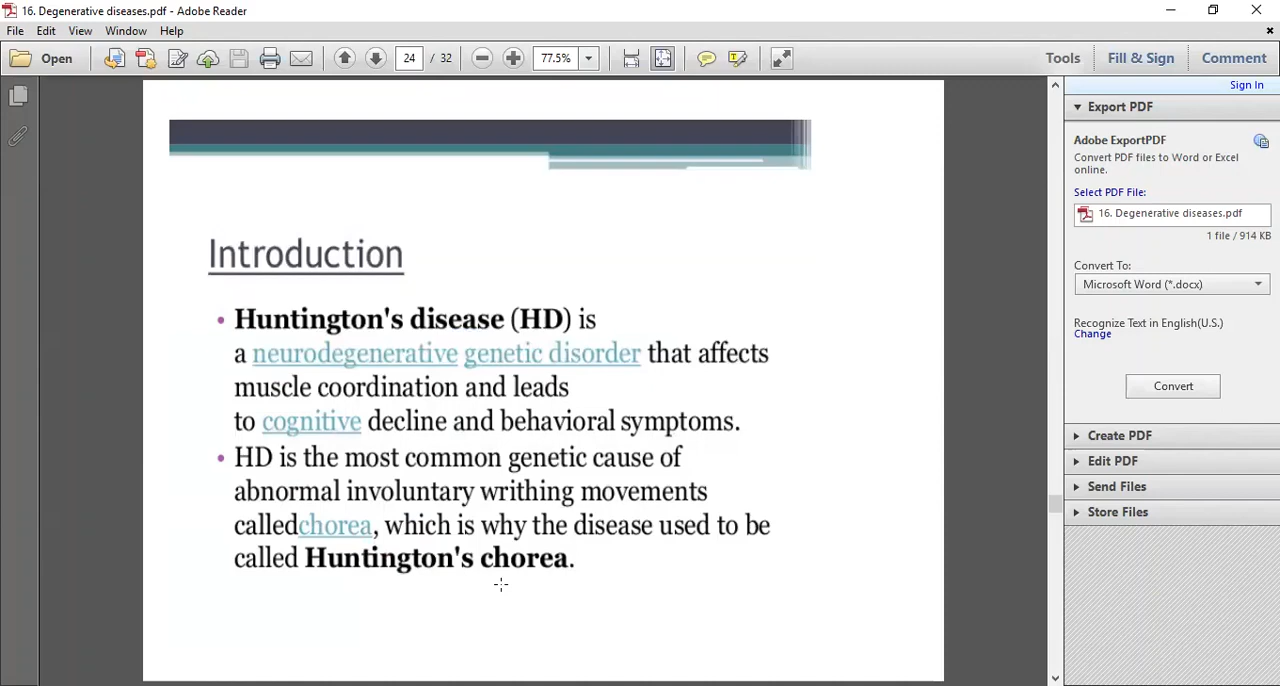 16. Degenerative diseases.pdf - Adobe Reader
File Edit View Window Help
Open 24 / 32 77.5% Tools Fill & Sign Comment
Sign In
Export PDF
Adobe ExportPDF
Convert PDF files to Word or Excel
online.
Select PDF File:
16. Degenerative diseases.pdf
1 file / 914 KB
Convert To:
Microsoft Word (*.docx)
Recognize Text in English(U.S.)
Change
Convert
Create PDF
Edit PDF
Send Files
Store Files
Introduction
• Huntington's disease (HD) is
a neurodegenerative genetic disorder that affects
muscle coordination and leads
to cognitive decline and behavioral symptoms.
• HD is the most common genetic cause of
abnormal involuntary writhing movements
calledchorea, which is why the disease used to be
called Huntington's chorea.